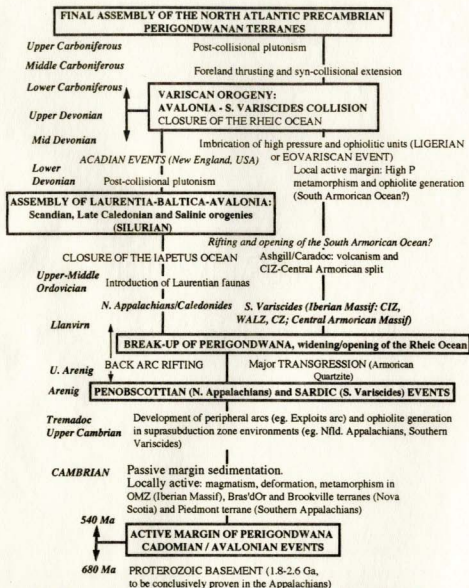 FINAL ASSEMBLY OF THE NORTH ATLANTIC PRECAMBRIAN
PERIGONDWANAN TERRANES
Upper Carboniferous
Post-collisional plutonism
Middle Carboniferous
Foreland thrusting and syn-collisional extension
Lower Carboniferous
VARISCAN OROGENY:
AVALONIA - S. VARISCIDES COLLISION
CLOSURE OF THE RHEIC OCEAN
Upper Devonian
Mid Devonian
Imbrication of high pressure and ophiolitic units (LIGERIAN
ACADIAN EVENTS (New England, USA)
or EOVARISCAN EVENT)
Lower
Devonian
Post-collisional plutonism
Local active margin: High P
metamorphism and ophiolite generation
(South Armorican Ocean?)
ASSEMBLY OF LAURENTIA-BALTICA-AVALONIA:
Scandian, Late Caledonian and Salinic orogenies
(SILURIAN)
Rifting and opening of the South Armorican Ocean?
CLOSURE OF THE IAPETUS OCEAN
Ashgill/Caradoc: volcanism and
CIZ-Central Armorican split
Upper-Middle
Ordovician
Introduction of Laurentian faunas
N. Appalachians/Caledonides
S. Variscides (Iberian Massif: CIZ,
WALZ, CZ; Central Armorican Massif)
Llanvirn
BREAK-UP OF PERIGONDWANA, widening/opening of the Rheic Ocean
U. Arenig
BACK ARC RIFTING
Major TRANSGRESSION (Armorican
Quartzite)
Arenig
PENOBSCOTTIAN (N. Appalachians) and SARDIC (S. Variscides) EVENTS
Tremadoc
Upper Cambrian
Development of peripheral arcs (eg. Exploits arc) and ophiolite generation
in suprasubduction zone environments (eg. Nfld. Appalachians, Southern
Variscides)
CAMBRIAN
Passive margin sedimentation.
Locally active: magmatism, deformation, metamorphism in
OMZ (Iberian Massif), Bras'dOr and Brookville terranes (Nova
Scotia) and Piedmont terrane (Southern Appalachians)
540 Ma
ACTIVE MARGIN OF PERIGONDWANA
CADOMIAN / AVALONIAN EVENTS
680 Ma
PROTEROZOIC BASEMENT (1.8-2.6 Ga,
to be conclusively proven in the Appalachians)